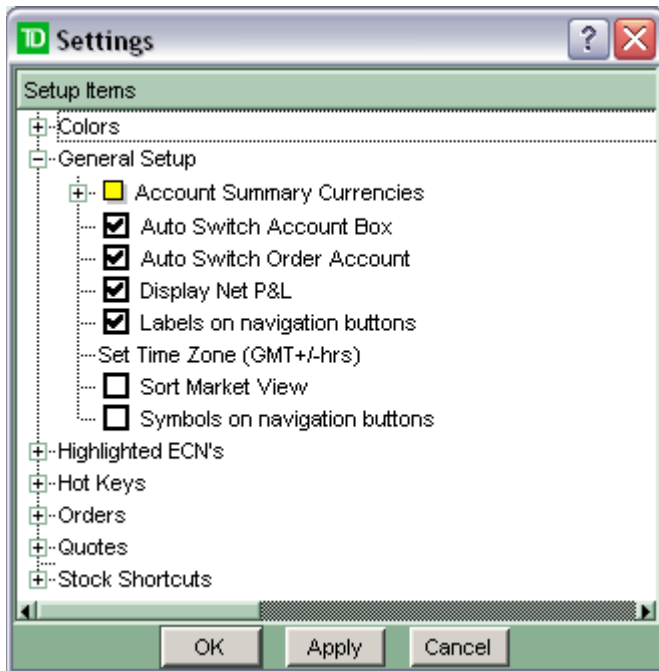 TD Settings
Setup Items
Colors
General Setup
Account Summary Currencies
Auto Switch Account Box
Auto Switch Order Account
Display Net P&L
Labels on navigation buttons
Set Time Zone (GMT+/-hrs)
Sort Market View
Symbols on navigation buttons
Highlighted ECN's
Hot Keys
Orders
Quotes
Stock Shortcuts
OK Apply Cancel